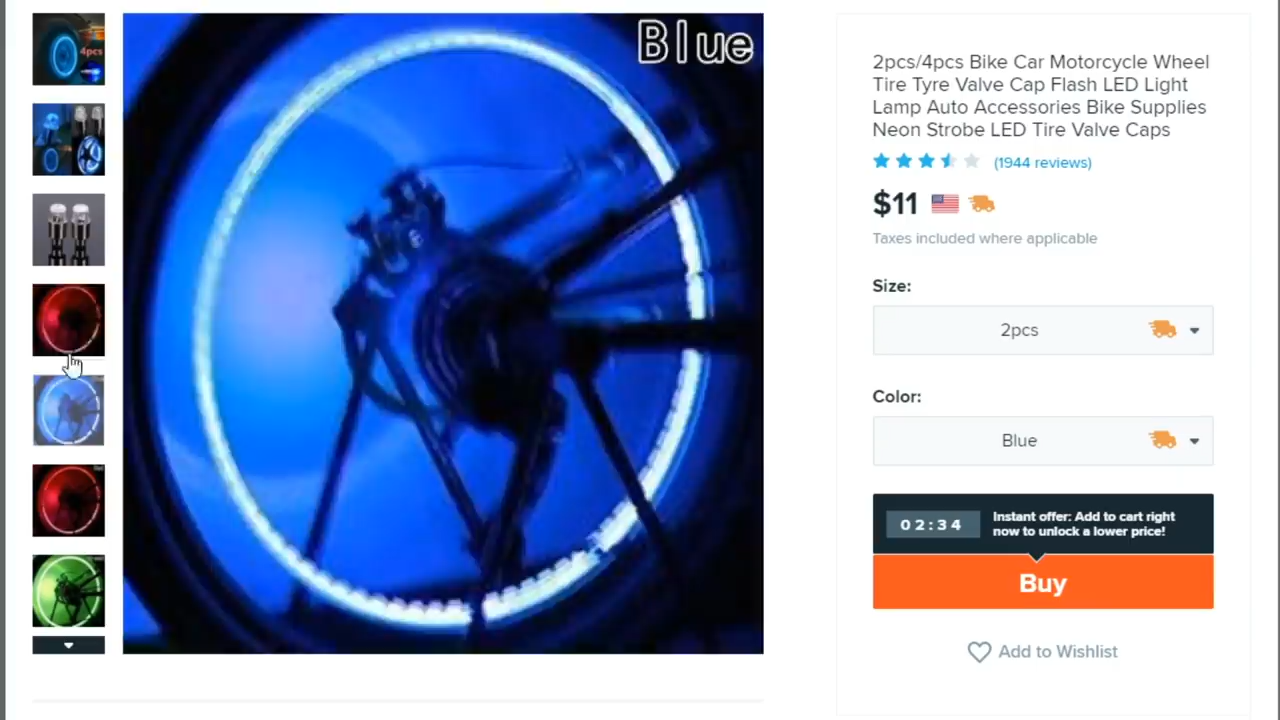 4pcs
Blue
2pcs/4pcs Bike Car Motorcycle Wheel
Tire Tyre Valve Cap Flash LED Light
Lamp Auto Accessories Bike Supplies
Neon Strobe LED Tire Valve Caps
(1944 reviews)
$11
Taxes included where applicable
Size:
2pcs
Color:
Blue
02:34
Instant offer: Add to cart right
now to unlock a lower price!
Buy
Add to Wishlist